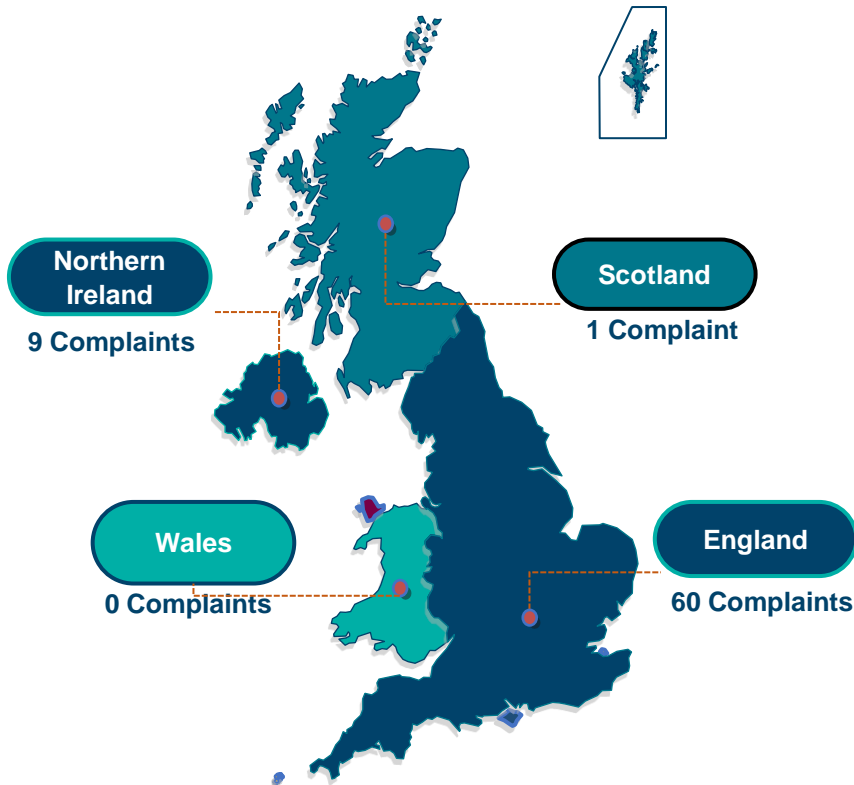 Northern
Ireland
9 Complaints
Scotland
1 Complaint
Wales
0 Complaints
England
60 Complaints